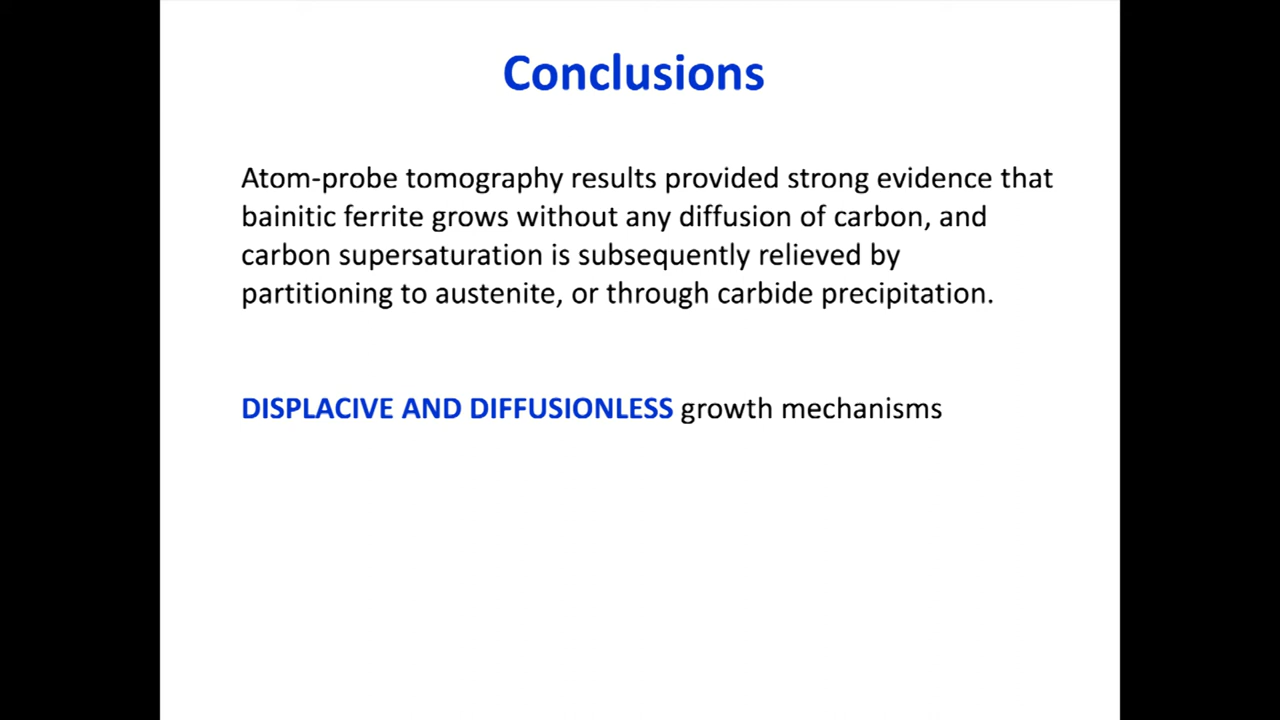 Conclusions
Atom-probe tomography results provided strong evidence that
bainitic ferrite grows without any diffusion of carbon, and
carbon supersaturation is subsequently relieved by
partitioning to austenite, or through carbide precipitation.
DISPLACIVE AND DIFFUSIONLESS growth mechanisms